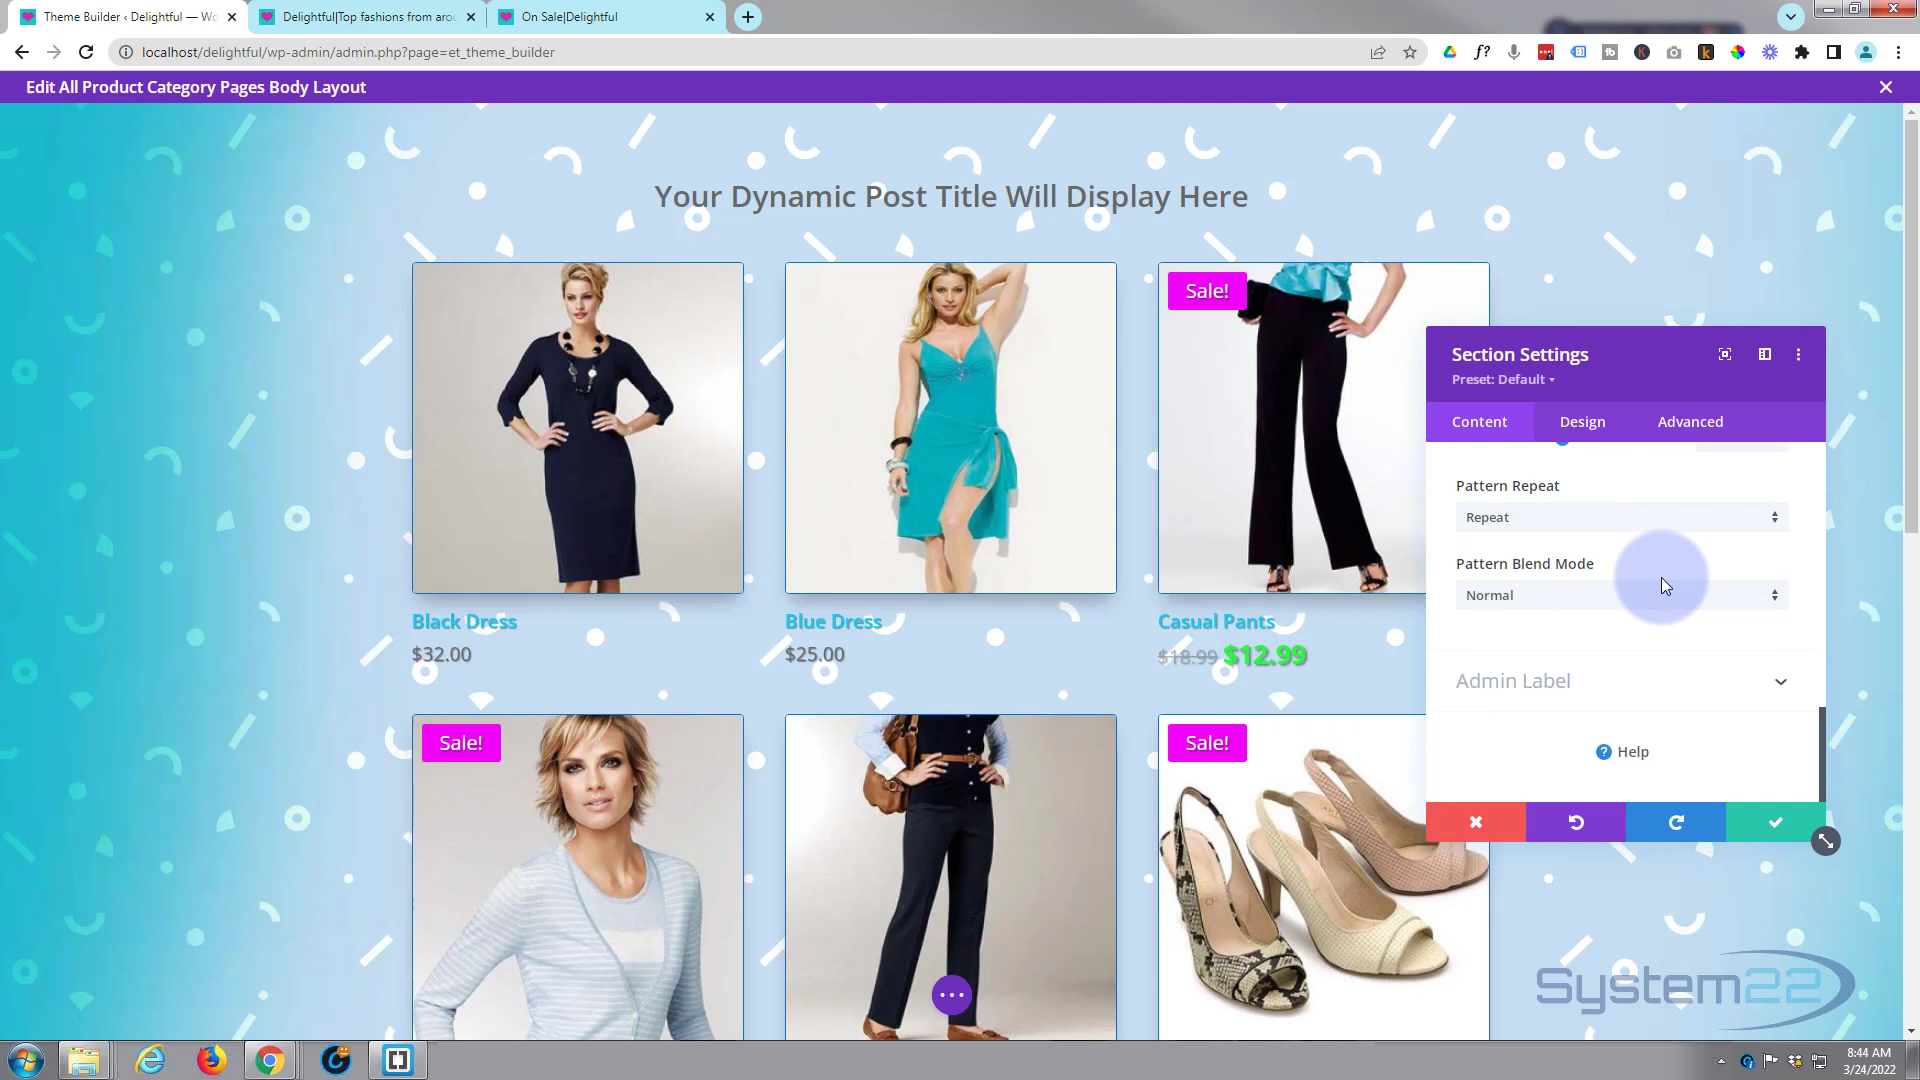 Theme Builder ‹ Delightful — Wo
Delightful|Top fashions from arou
On Sale|Delightful
localhost/delightful/wp-admin/admin.php?page=et_theme_builder
Edit All Product Category Pages Body Layout
Your Dynamic Post Title Will Display Here
Sale!
Section Settings
Preset: Default
Content
Design
Advanced
Pattern Repeat
Repeat
Pattern Blend Mode
Normal
Admin Label
Help
Black Dress
$32.00
Blue Dress
$25.00
Casual Pants
$18.99 $12.99
Sale!
Sale!
System22
8:44 AM
3/24/2022